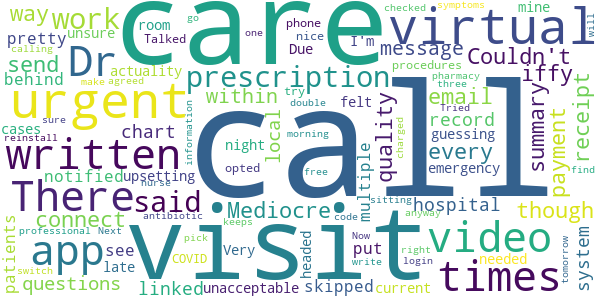 way work care virtual symptoms
room go phone nice checked mine will
unsure Dr message Couldn't
pretty Talked one Due I'm procedures iffy
send prescription pharmacy three
behind actuality try double Tried
urgent within email
cases chart felt record summary receipt
make agreed call
sure calling information local quality guessing payment
reinstall written night every emergency
notified upsetting morning charged
There said opted free multiple hospital though
nurse sitting
connect Mediocre code anyway find
antibiotic see Very headed put video system
professional Next app late keeps visit right needed tomorrow
patients COVID pick Now login
questions linked unacceptable skipped write current times
switch